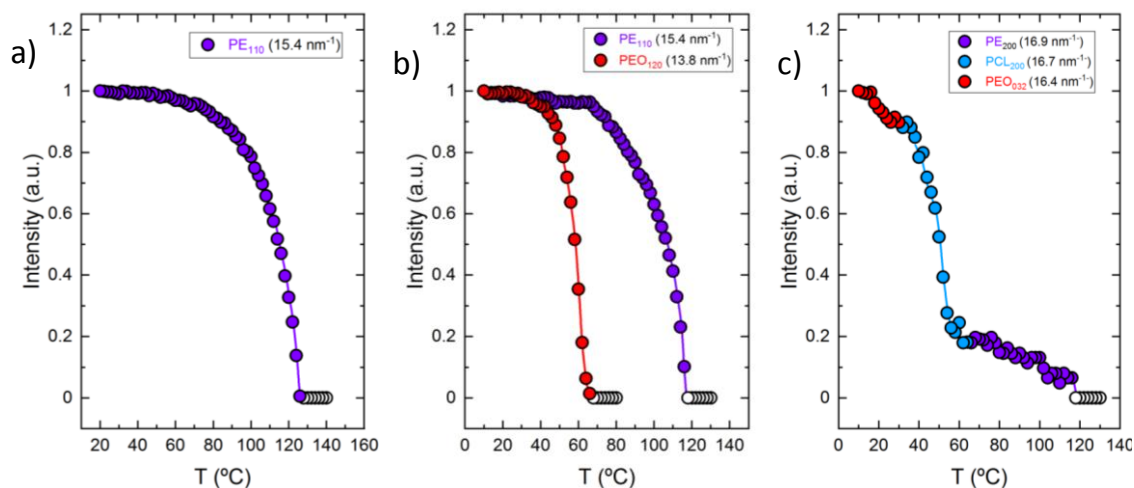 a)
PE110 (15.4 nm-1)
Intensity (a.u.)
1.2
1
0.8
0.6
0.4
0.2
0
20 40 60 80 100 120 140 160
T (ºC)
b)
PE110 (15.4 nm-1)
PEO120 (13.8 nm-1)
Intensity (a.u.)
1.2
1
0.8
0.6
0.4
0.2
0
0 20 40 60 80 100 120 140
T (ºC)
c)
PE200 (16.9 nm-1)
PCL200 (16.7 nm-1)
PEO032 (16.4 nm-1)
Intensity (a.u.)
1.2
1
0.8
0.6
0.4
0.2
0
0 20 40 60 80 100 120 140
T (ºC)